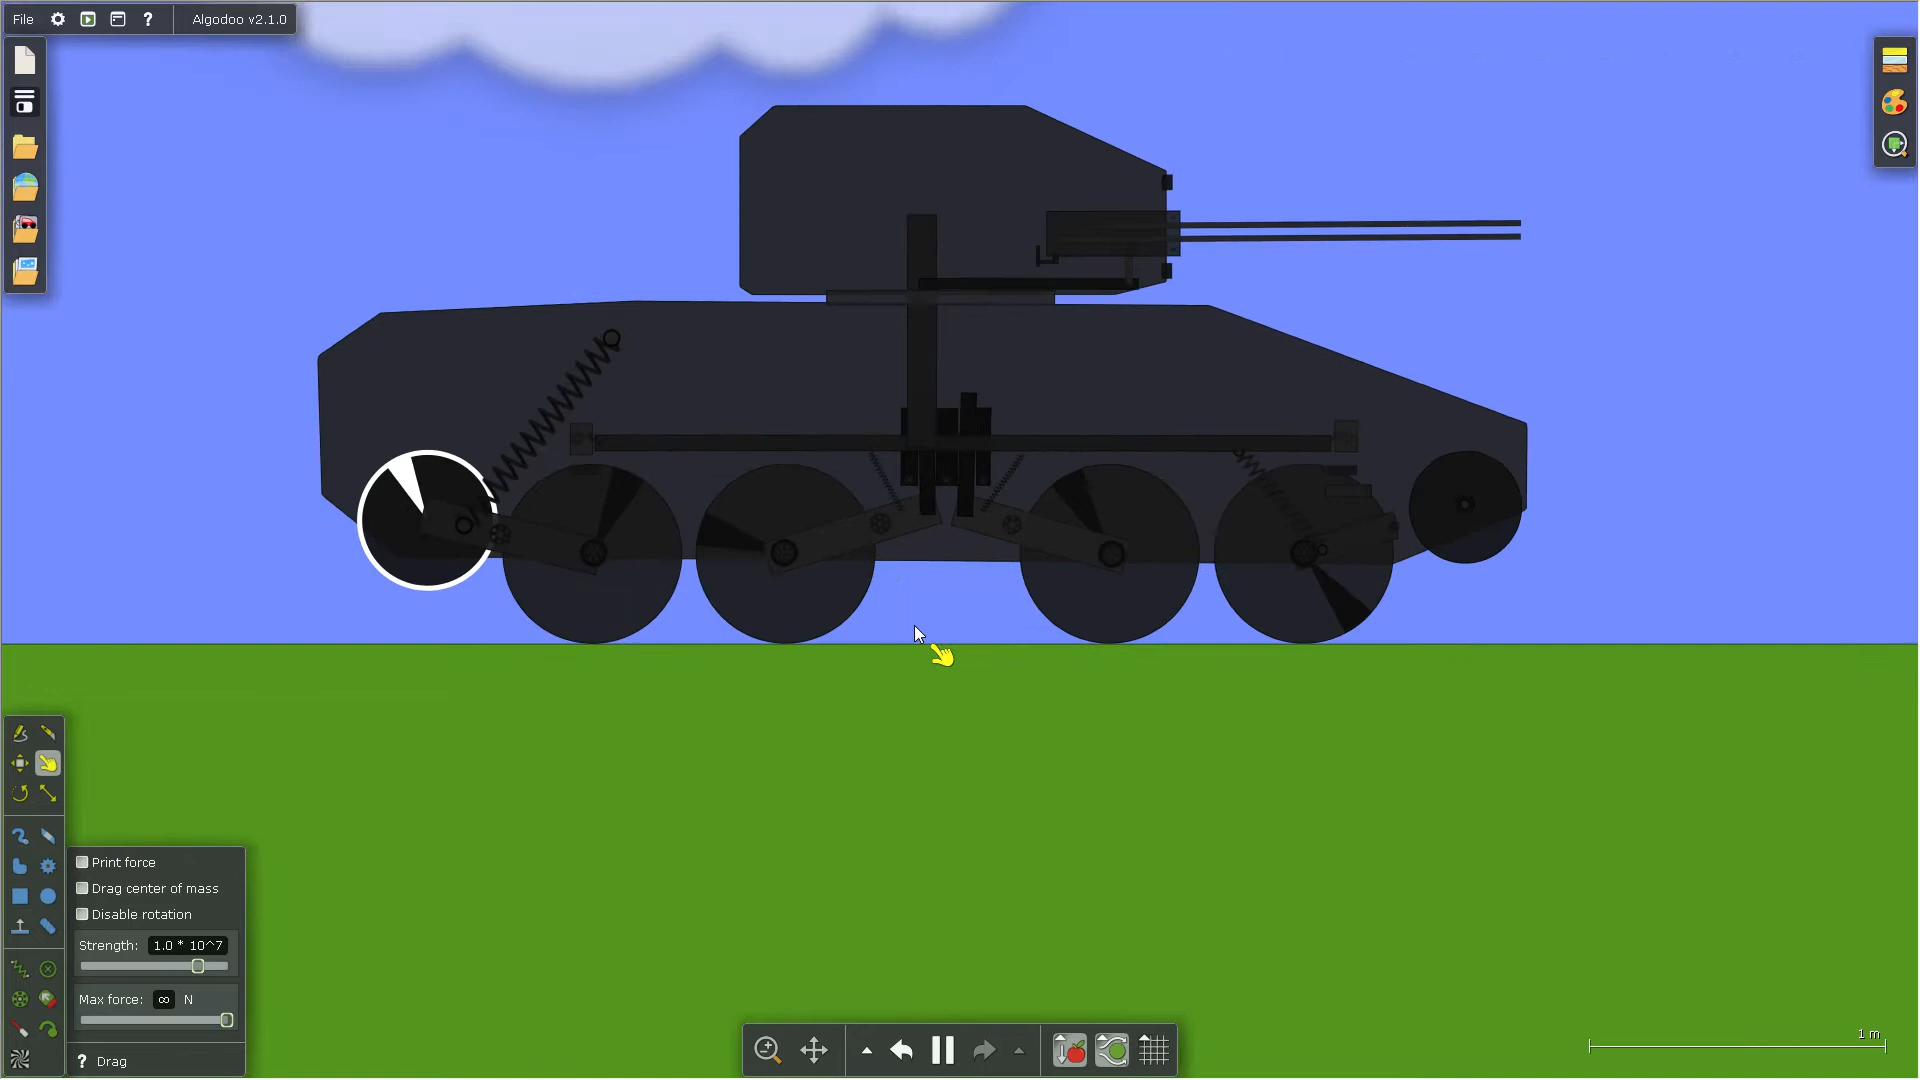 File ? Algodoo v2.1.0
Print force
Drag center of mass
Disable rotation
Strength: 1.0 * 10^7
Max force: ∞ N
? Drag
1 m